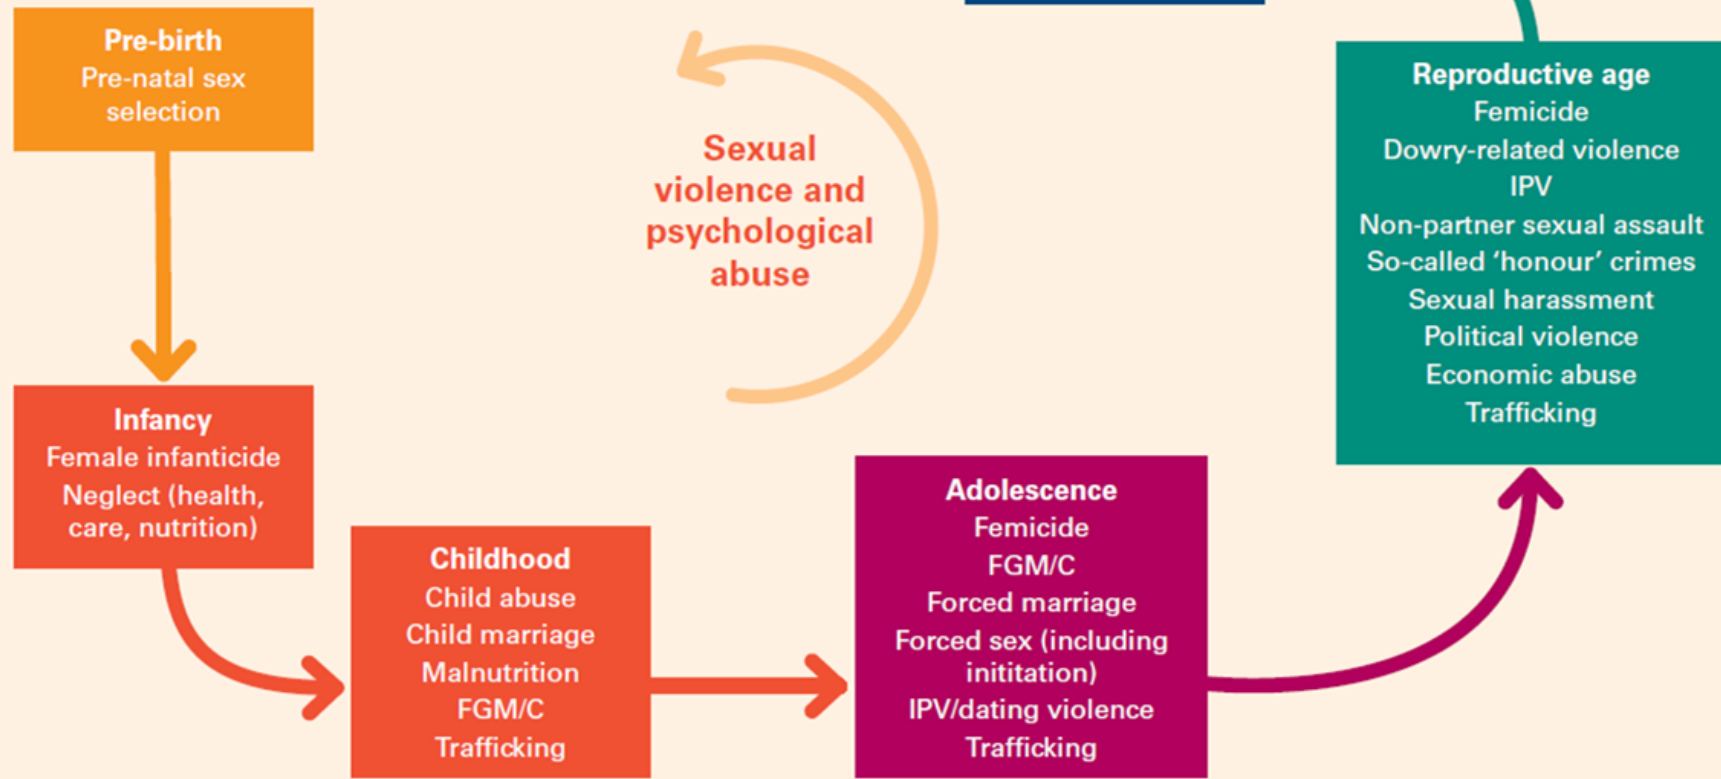 Pre-birth
Pre-natal sex
selection
Infancy
Female infanticide
Neglect (health,
care, nutrition)
Childhood
Child abuse
Child marriage
Malnutrition
FGM/C
Trafficking
Adolescence
Femicide
FGM/C
Forced marriage
Forced sex (including
inititation)
IPV/dating violence
Trafficking
Reproductive age
Femicide
Dowry-related violence
IPV
Non-partner sexual assault
So-called ‘honour’ crimes
Sexual harassment
Political violence
Economic abuse
Trafficking
Sexual
violence and
psychological
abuse